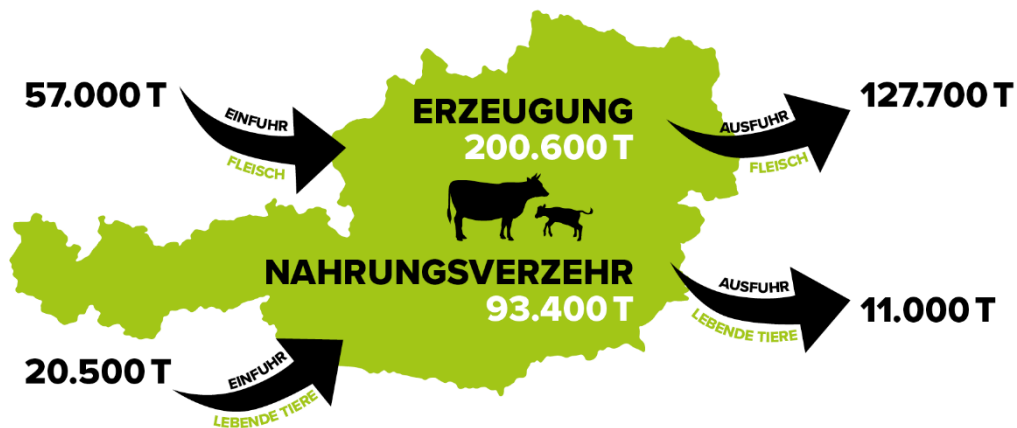 57.000 T
EINFUHR
FLEISCH
ERZEUGUNG
200.600 T
AUSFUHR
FLEISCH
127.700 T
NAHRUNGSVERZEHR
93.400 T
AUSFUHR
LEBENDE TIERE
11.000 T
20.500 T
EINFUHR
LEBENDE TIERE